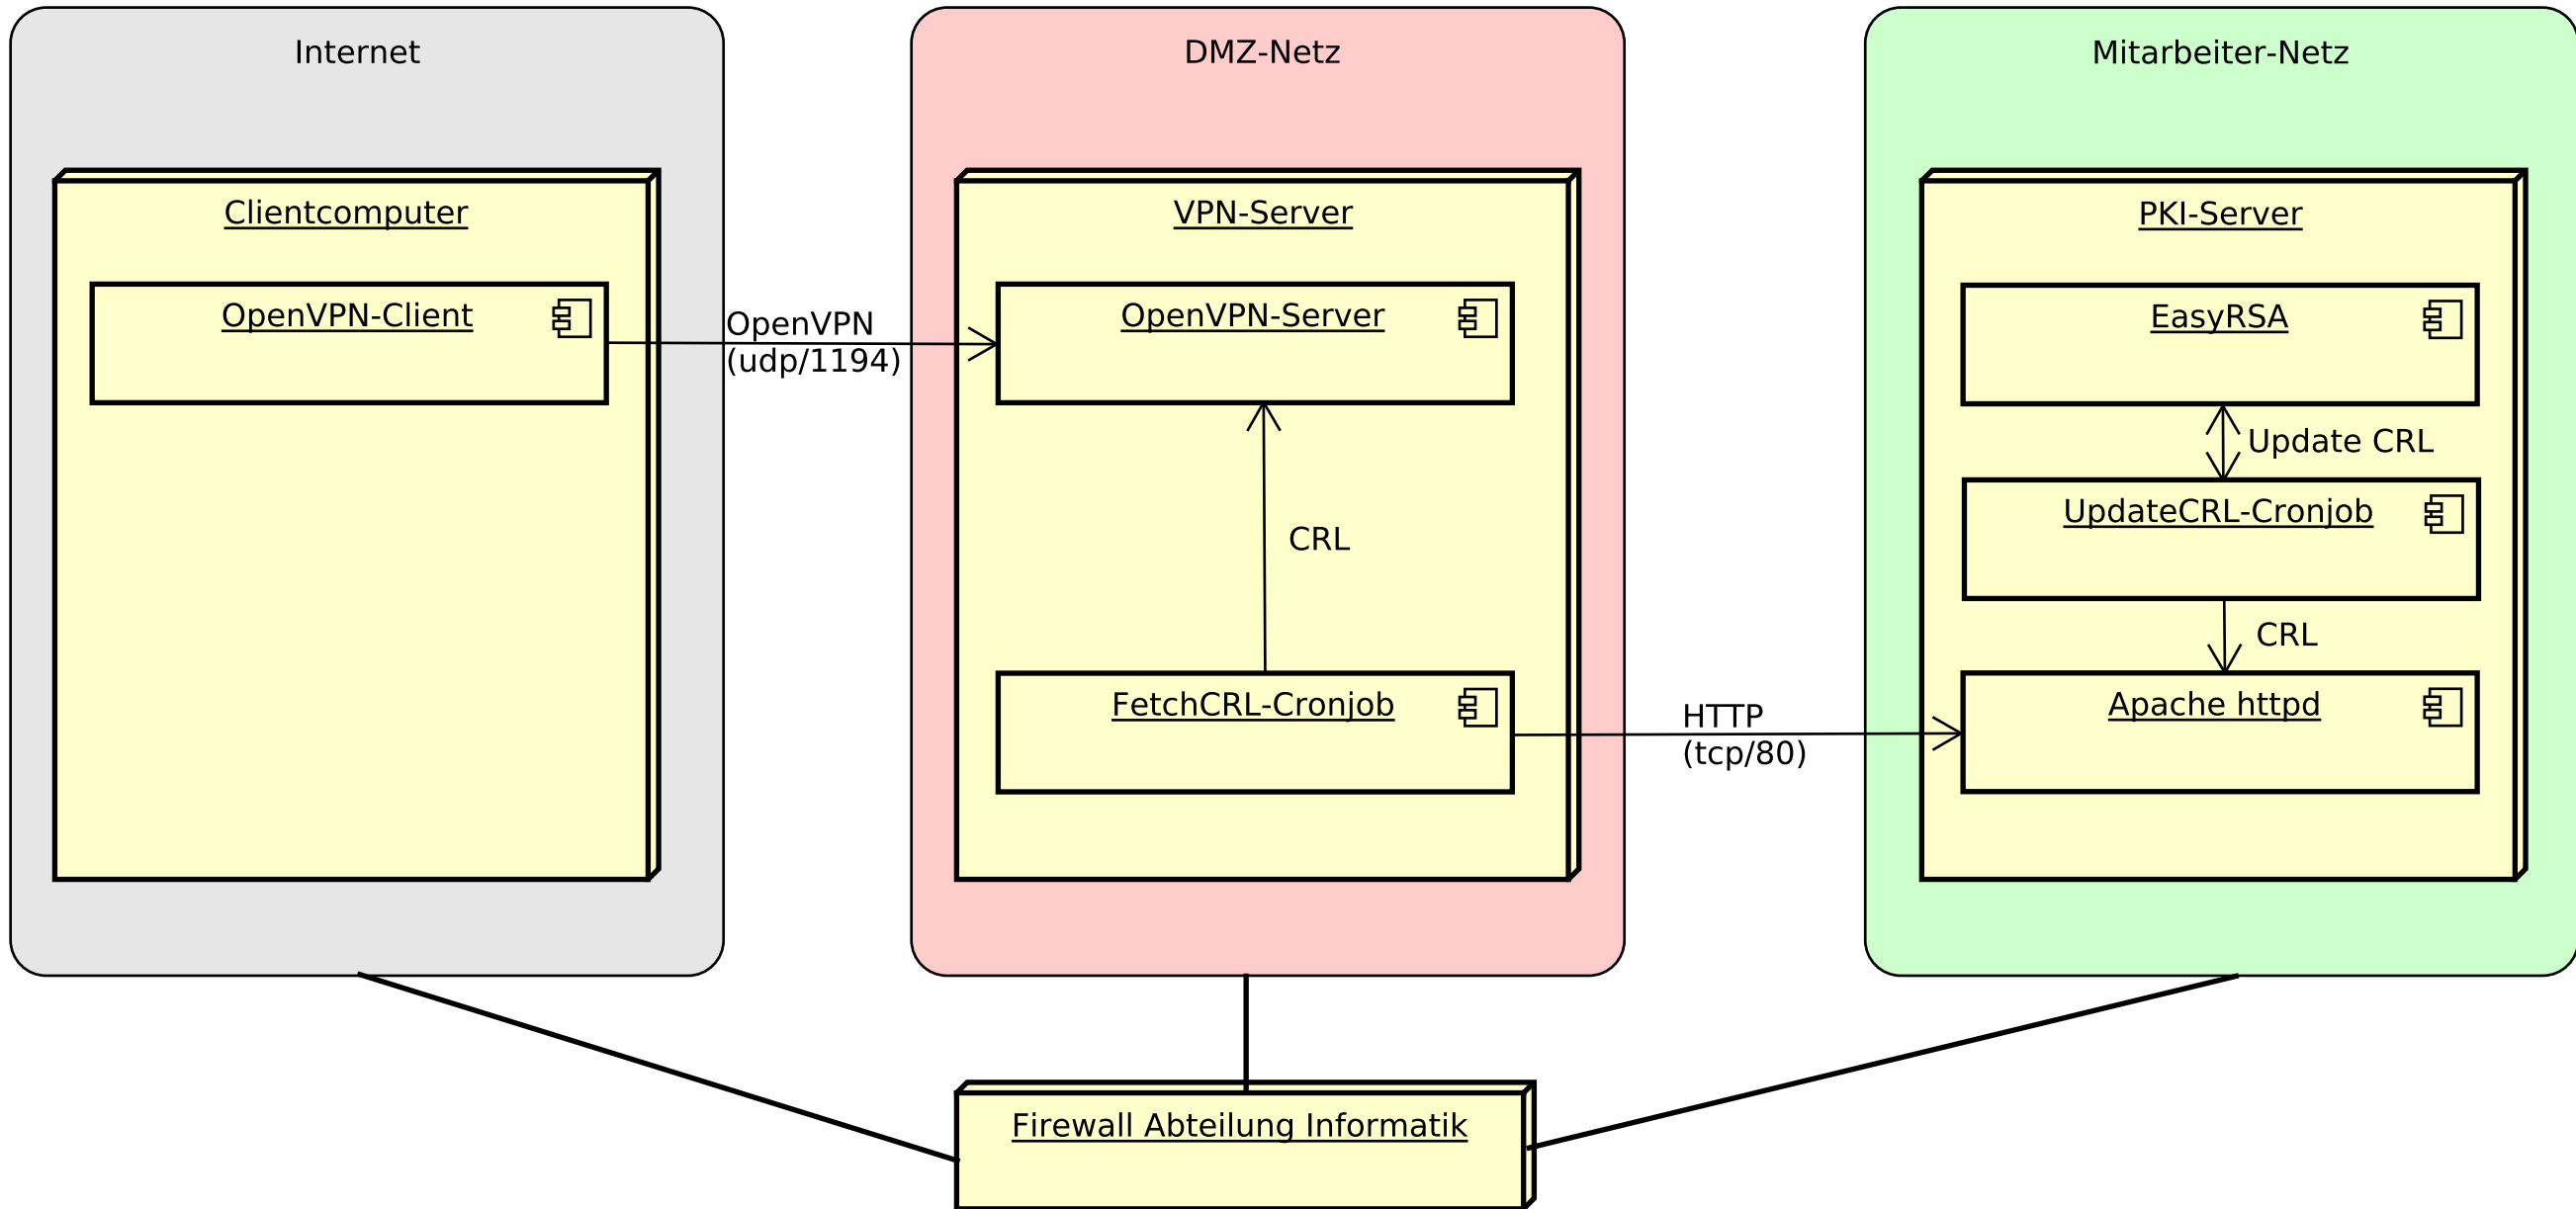 Internet
DMZ-Netz
Mitarbeiter-Netz
Clientcomputer
VPN-Server
PKI-Server
OpenVPN-Client
OpenVPN
(udp/1194)
OpenVPN-Server
EasyRSA
Update CRL
UpdateCRL-Cronjob
CRL
CRL
FetchCRL-Cronjob
HTTP
(tcp/80)
Apache httpd
Firewall Abteilung Informatik